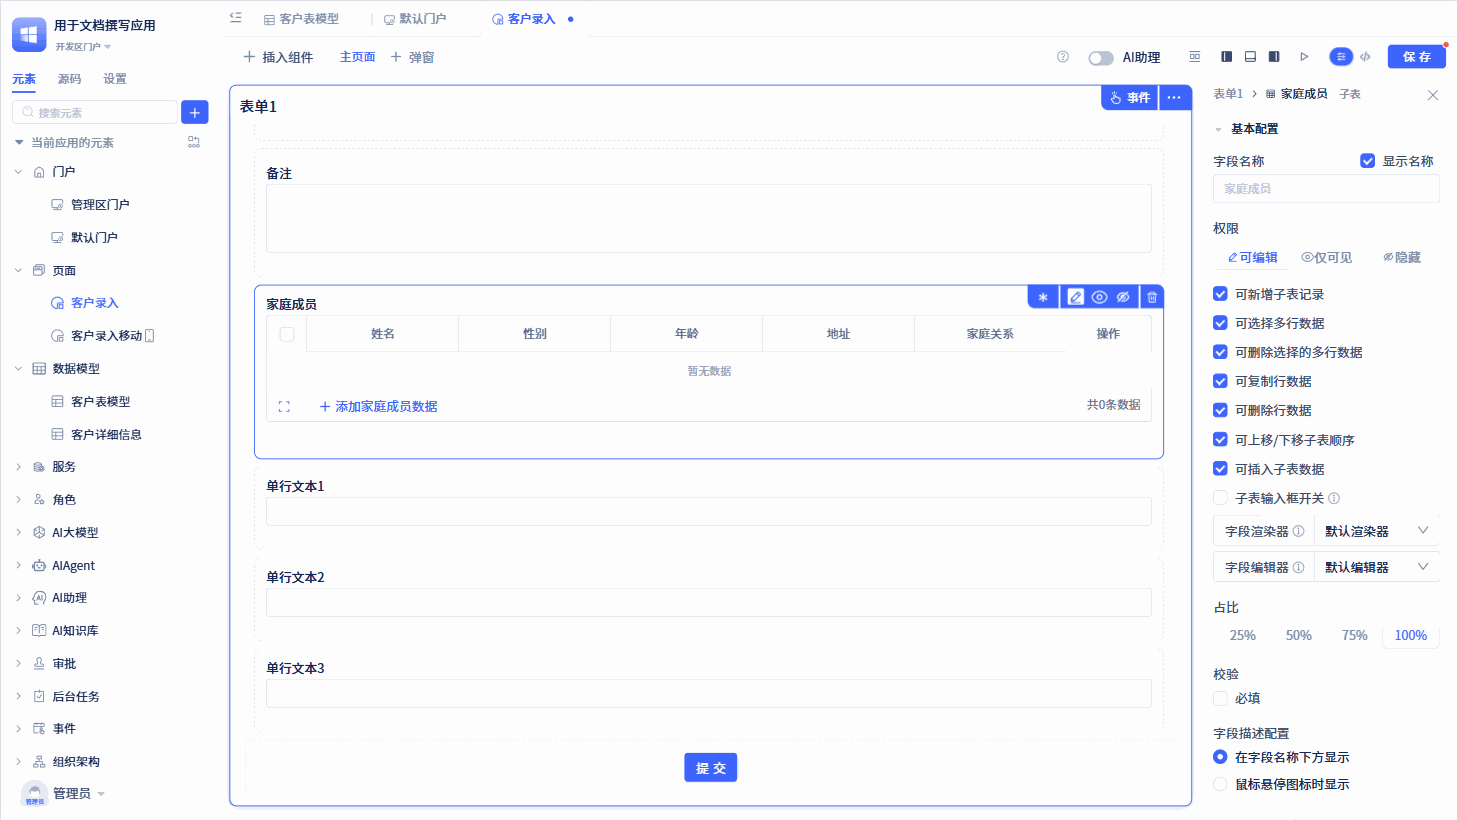 用于文档撰写应用
开发区门户
元素 源码 设置
搜索元素
当前应用的元素
门户
管理区门户
默认门户
页面
客户录入
客户录入移动
数据模型
客户表模型
客户详细信息
服务
角色
AI大模型
AIAgent
AI助理
AI知识库
审批
后台任务
事件
组织架构
管理员 管理员
客户表模型 默认门户 客户录入
插入组件 主页面 弹窗
AI助理 保存
表单1
事件
备注
家庭成员
姓名 性别 年龄 地址 家庭关系 操作
暂无数据
添加家庭成员数据 共0条数据
单行文本1
单行文本2
单行文本3
提交
表单1 家庭成员 子表
基本配置
字段名称 显示名称
家庭成员
权限
可编辑 仅可见 隐藏
可新增子表记录
可选择多行数据
可删除选择的多行数据
可复制行数据
可删除行数据
可上移/下移子表顺序
可插入子表数据
子表输入框开关
字段渲染器 默认渲染器
字段编辑器 默认编辑器
占比
25% 50% 75% 100%
校验
必填
字段描述配置
在字段名称下方显示
鼠标悬停图标时显示